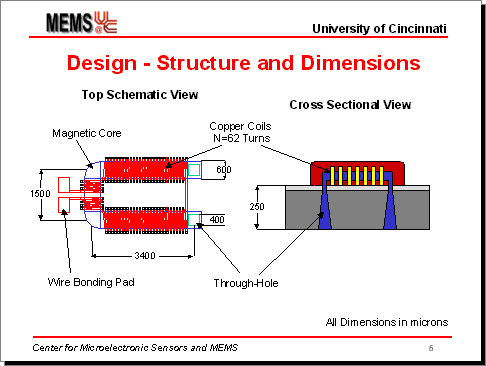 MEMS UC@C
University of Cincinnati
Design - Structure and Dimensions
Top Schematic View
Cross Sectional View
Magnetic Core
Copper Coils
N=62 Turns
600
1500
250
400
3400
Wire Bonding Pad
Through-Hole
All Dimensions in microns
Center for Microelectronic Sensors and MEMS
6